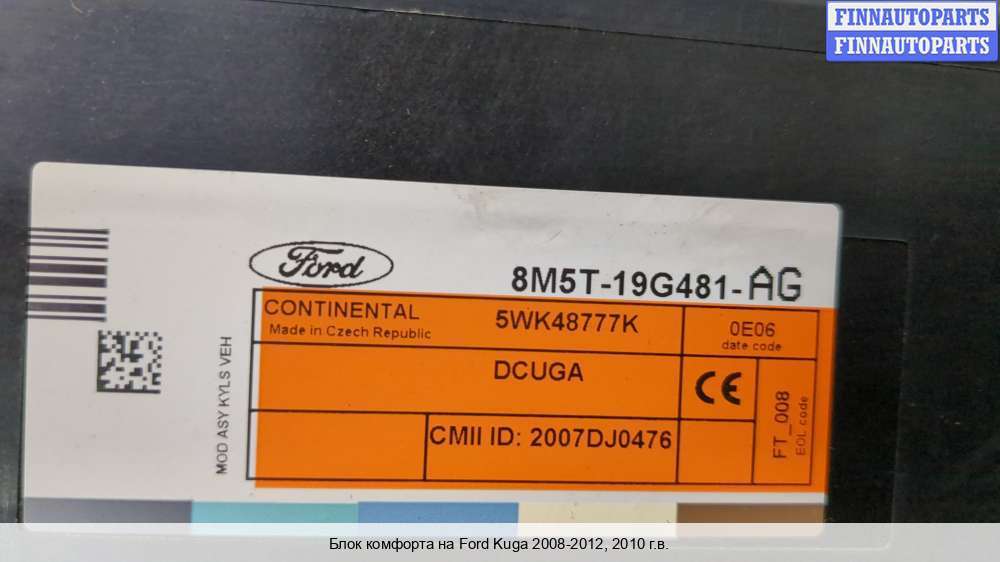 FINNAUTOPARTS
FINNAUTOPARTS
Ford
8M5T-19G481-AG
CONTINENTAL
Made in Czech Republic
5WK48777K
0E06
date code
DCUGA
CE
FT_008
EOL code
CMII ID: 2007DJ0476
MOD ASY KYLS VEH
Блок комфорта на Ford Kuga 2008-2012, 2010 г.в.